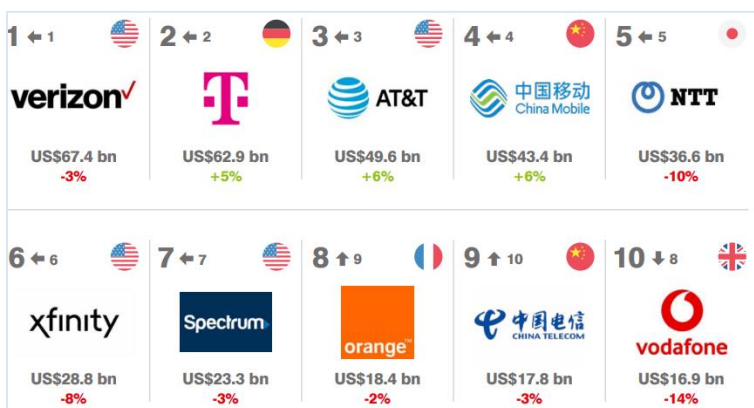 1 ← 1
verizon✓
US$67.4 bn
-3%
2 ← 2
T
US$62.9 bn
+5%
3 ← 3
AT&T
US$49.6 bn
+6%
4 ← 4
中国移动
China Mobile
US$43.4 bn
+6%
5 ← 5
NTT
US$36.6 bn
-10%
6 ← 6
xfinity
US$28.8 bn
-8%
7 ← 7
Spectrum
US$23.3 bn
-3%
8 ↑ 9
orange™
US$18.4 bn
-2%
9 ↑ 10
中国电信
CHINA TELECOM
US$17.8 bn
-3%
10 ↓ 8
vodafone
US$16.9 bn
-14%